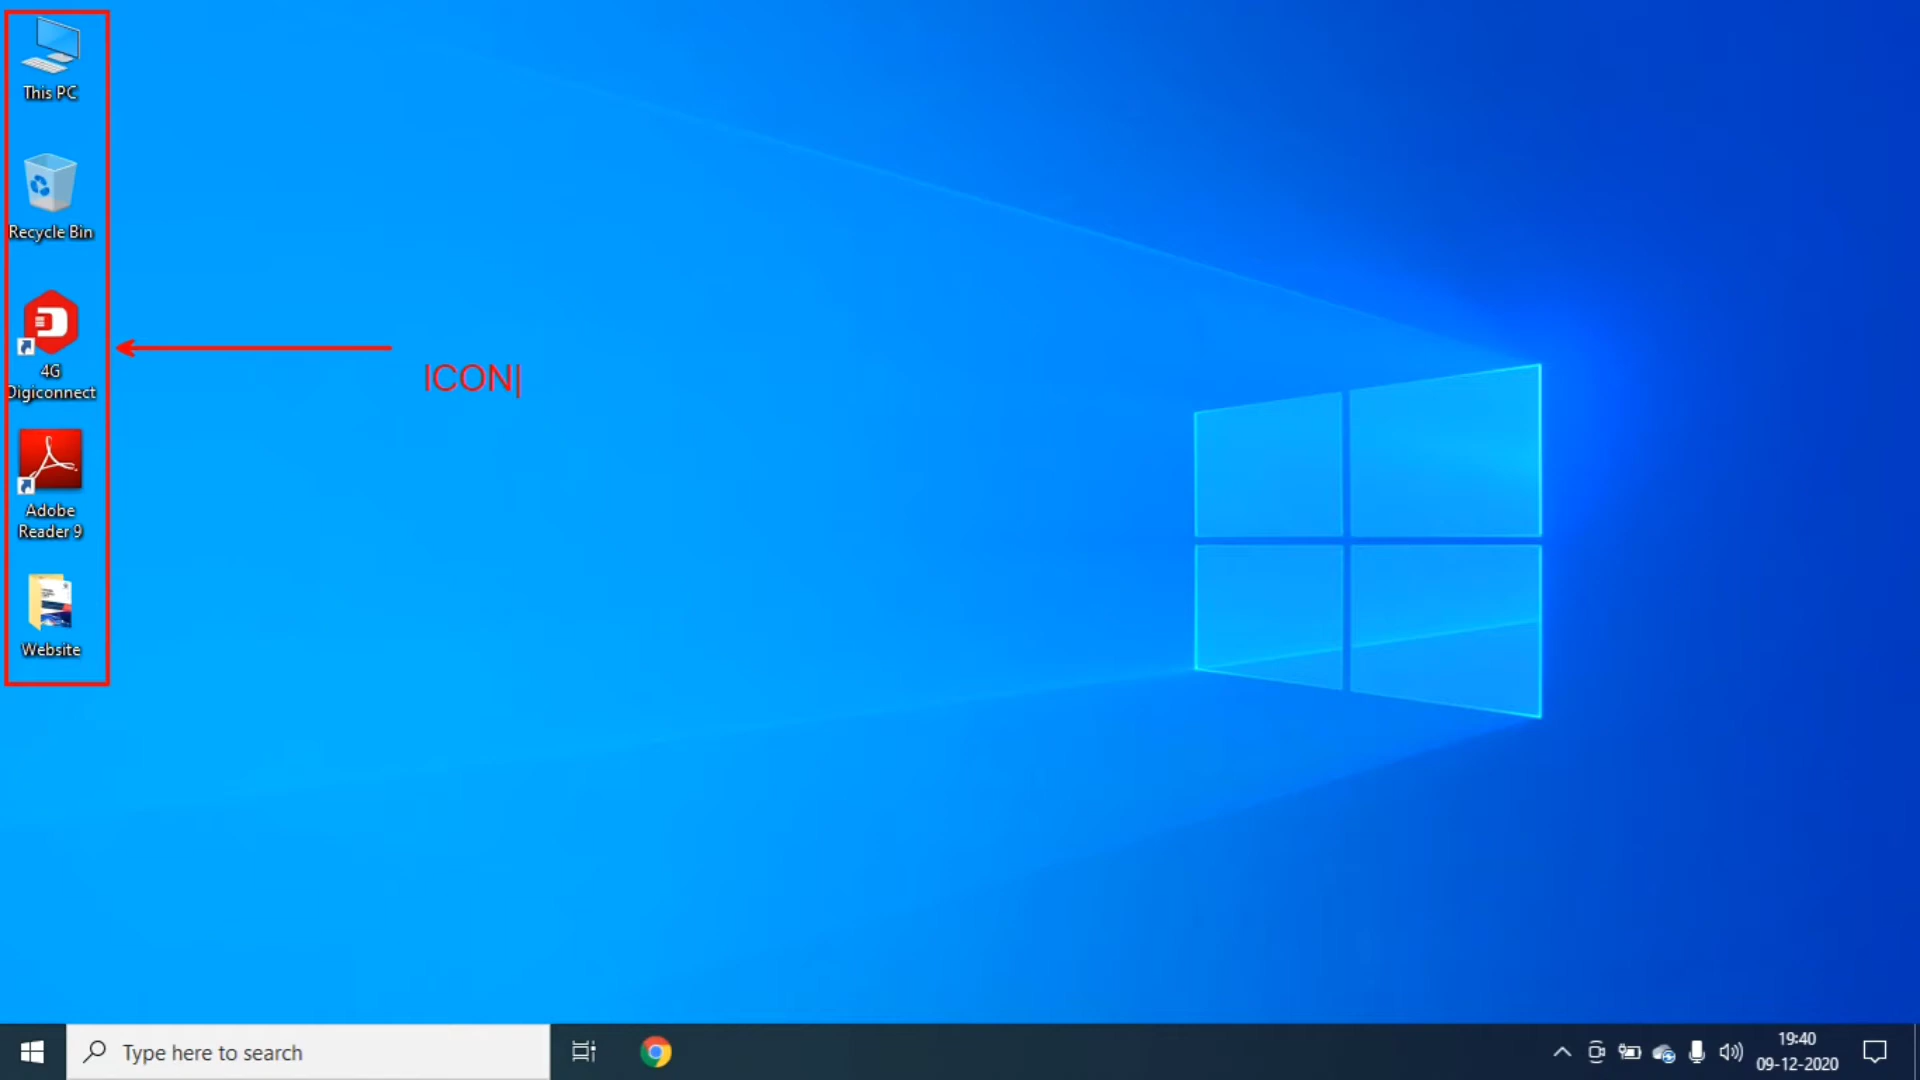 This PC
Recycle Bin
4G
Digiconnect
ICON|
Adobe
Reader 9
Website
Type here to search
19:40
09-12-2020